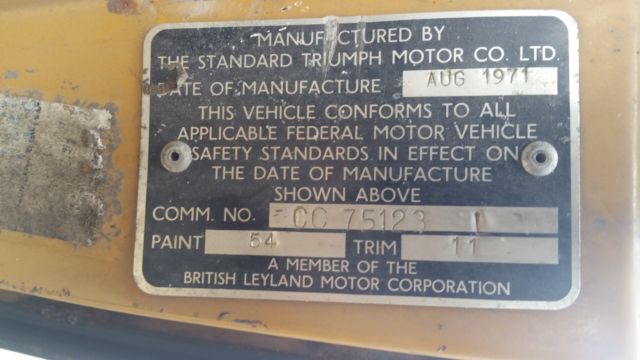 MANUFACTURED BY
THE STANDARD TRIUMPH MOTOR CO. LTD.
DATE OF MANUFACTURE AUG 1971
THIS VEHICLE CONFORMS TO ALL
APPLICABLE FEDERAL MOTOR VEHICLE
SAFETY STANDARDS IN EFFECT ON
THE DATE OF MANUFACTURE
SHOWN ABOVE
COMM. NO. CC 75123 L
PAINT 54 TRIM 11
A MEMBER OF THE
BRITISH LEYLAND MOTOR CORPORATION